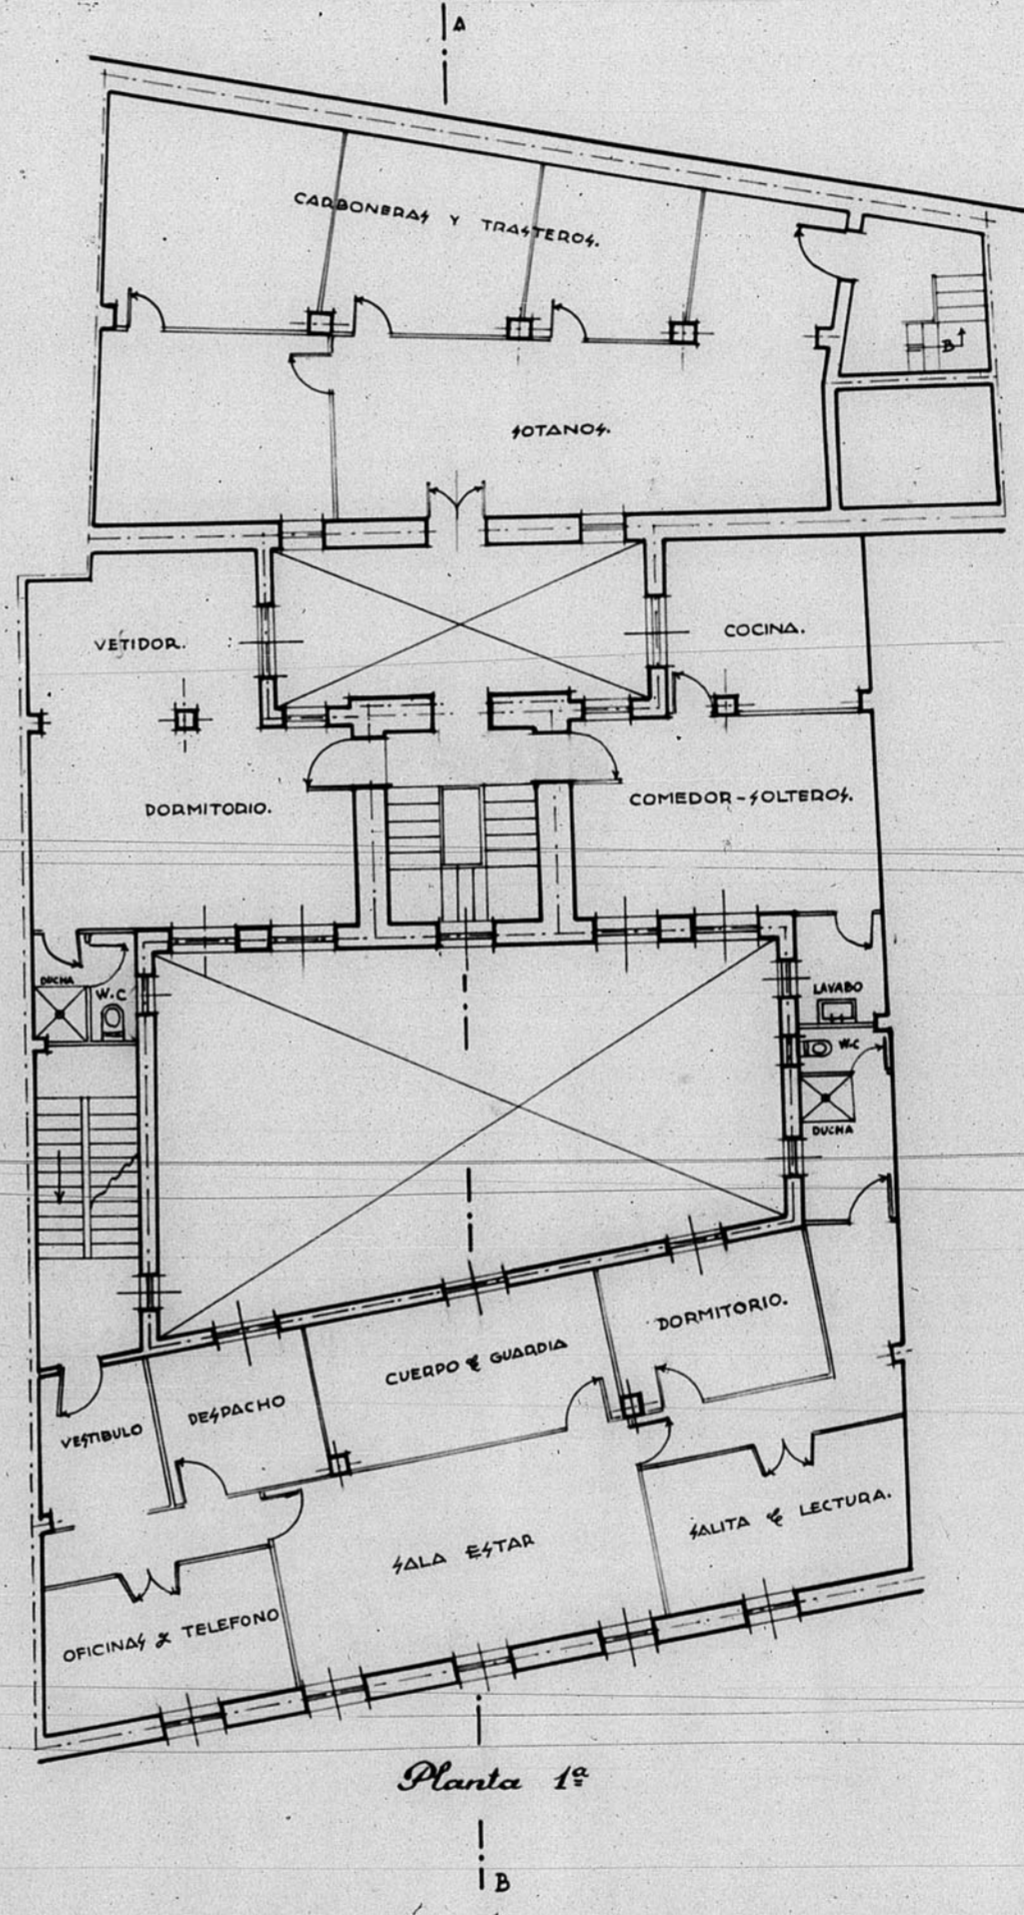 A
CARBONERAS Y TRASTEROS.
B
SOTANOS.
VETIDOR.
COCINA.
DORMITORIO.
COMEDOR-SOLTEROS.
DUCHA
W.C
LAVABO
W.C
DUCHA
DORMITORIO.
CUERPO de GUARDIA
DESPACHO
VESTIBULO
SALITA de LECTURA.
SALA ESTAR
OFICINAS y TELEFONO
Planta 1ª
B